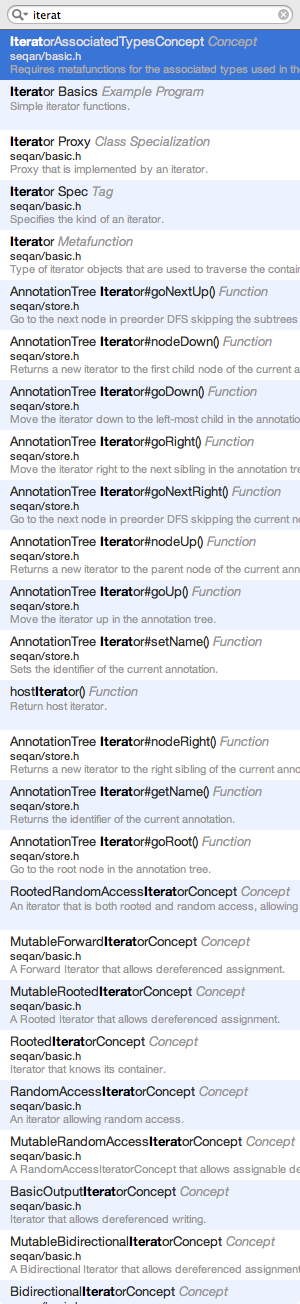 iterat
IteratorAssociatedTypesConcept Concept
seqan/basic.h
Requires metafunctions for the associated types used in the
Iterator Basics Example Program
Simple iterator functions.
Iterator Proxy Class Specialization
seqan/basic.h
Proxy that is implemented by an iterator.
Iterator Spec Tag
seqan/basic.h
Specifies the kind of an iterator.
Iterator Metafunction
seqan/basic.h
Type of iterator objects that are used to traverse the contain
AnnotationTree Iterator#goNextUp() Function
seqan/store.h
Go to the next node in preorder DFS skipping the subtrees
AnnotationTree Iterator#nodeDown() Function
seqan/store.h
Returns a new iterator to the first child node of the current a
AnnotationTree Iterator#goDown() Function
seqan/store.h
Move the iterator down to the left-most child in the annotatio
AnnotationTree Iterator#goRight() Function
seqan/store.h
Move the iterator right to the next sibling in the annotation tre
AnnotationTree Iterator#goNextRight() Function
seqan/store.h
Go to the next node in preorder DFS skipping the current n
AnnotationTree Iterator#nodeUp() Function
seqan/store.h
Returns a new iterator to the parent node of the current ann
AnnotationTree Iterator#goUp() Function
seqan/store.h
Move the iterator up in the annotation tree.
AnnotationTree Iterator#setName() Function
seqan/store.h
Sets the identifier of the current annotation.
hostIterator() Function
Return host iterator.
AnnotationTree Iterator#nodeRight() Function
seqan/store.h
Returns a new iterator to the right sibling of the current anno
AnnotationTree Iterator#getName() Function
seqan/store.h
Returns the identifier of the current annotation.
AnnotationTree Iterator#goRoot() Function
seqan/store.h
Go to the root node in the annotation tree.
RootedRandomAccessIteratorConcept Concept
An iterator that is both rooted and random access, allowing
MutableForwardIteratorConcept Concept
seqan/basic.h
A Forward Iterator that allows dereferenced assignment.
MutableRootedIteratorConcept Concept
seqan/basic.h
A Rooted Iterator that allows dereferenced assignment.
RootedIteratorConcept Concept
seqan/basic.h
Iterator that knows its container.
RandomAccessIteratorConcept Concept
seqan/basic.h
An iterator allowing random access.
MutableRandomAccessIteratorConcept Concept
seqan/basic.h
A RandomAccessIteratorConcept that allows assignable de
BasicOutputIteratorConcept Concept
seqan/basic.h
Iterator that allows dereferenced writing.
MutableBidirectionalIteratorConcept Concept
seqan/basic.h
A Bidirectional Iterator that allows dereferenced assignment
BidirectionalIteratorConcept Concept
seqan/basic.h